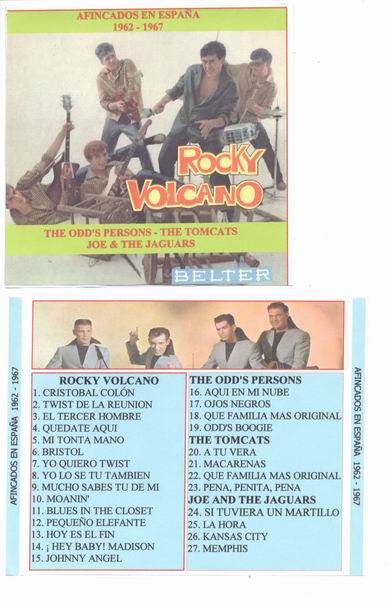 AFINCADOS EN ESPAÑA
1962 - 1967
ROCKY
VOLCANO
THE ODD'S PERSONS - THE TOMCATS
JOE & THE JAGUARS
BELTER
AFINCADOS EN ESPAÑA 1962 - 1967
ROCKY VOLCANO
1. CRISTOBAL COLÓN
2. TWIST DE LA REUNION
3. EL TERCER HOMBRE
4. QUEDATE AQUI
5. MI TONTA MANO
6. BRISTOL
7. YO QUIERO TWIST
8. YO LO SE TU TAMBIEN
9. MUCHO SABES TU DE MI
10. MOANIN'
11. BLUES IN THE CLOSET
12. PEQUEÑO ELEFANTE
13. HOY ES EL FIN
14. ¡ HEY BABY! MADISON
15. JOHNNY ANGEL
THE ODD'S PERSONS
16. AQUI EN MI NUBE
17. OJOS NEGROS
18. QUE FAMILIA MAS ORIGINAL
19. ODD'S BOOGIE
THE TOMCATS
20. A TU VERA
21. MACARENAS
22. QUE FAMILIA MAS ORIGINAL
23. PENA, PENITA, PENA
JOE AND THE JAGUARS
24. SI TUVIERA UN MARTILLO
25. LA HORA
26. KANSAS CITY
27. MEMPHIS
AFINCADOS EN ESPAÑA 1962 - 1967